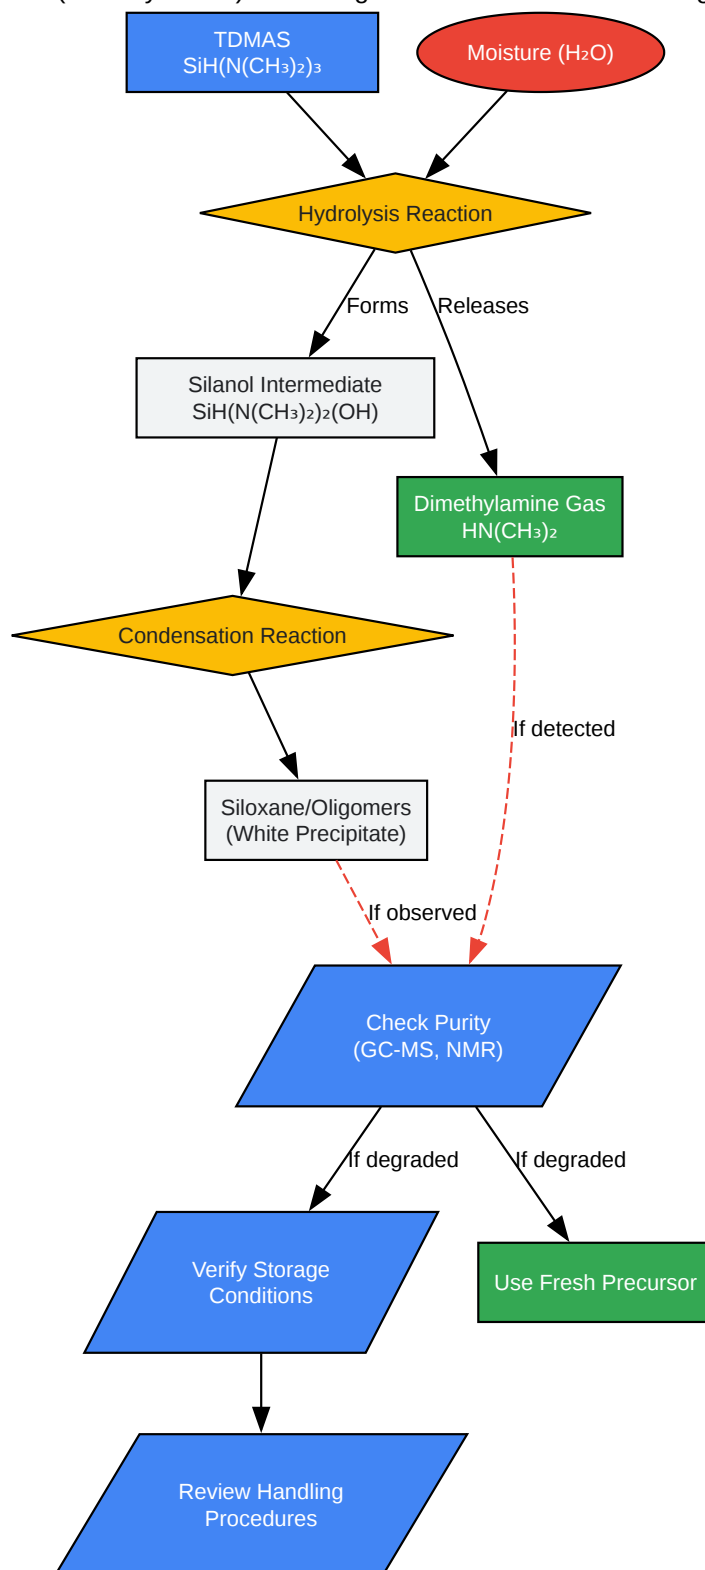 TDMAS
SiH(N(CH₃)₂)₃
Moisture (H₂O)
Hydrolysis Reaction
Forms
Releases
Silanol Intermediate
SiH(N(CH₃)₂)₂(OH)
Dimethylamine Gas
HN(CH₃)₂
Condensation Reaction
If detected
Siloxane/Oligomers
(White Precipitate)
If observed
Check Purity
(GC-MS, NMR)
If degraded
If degraded
Verify Storage
Conditions
Use Fresh Precursor
Review Handling
Procedures